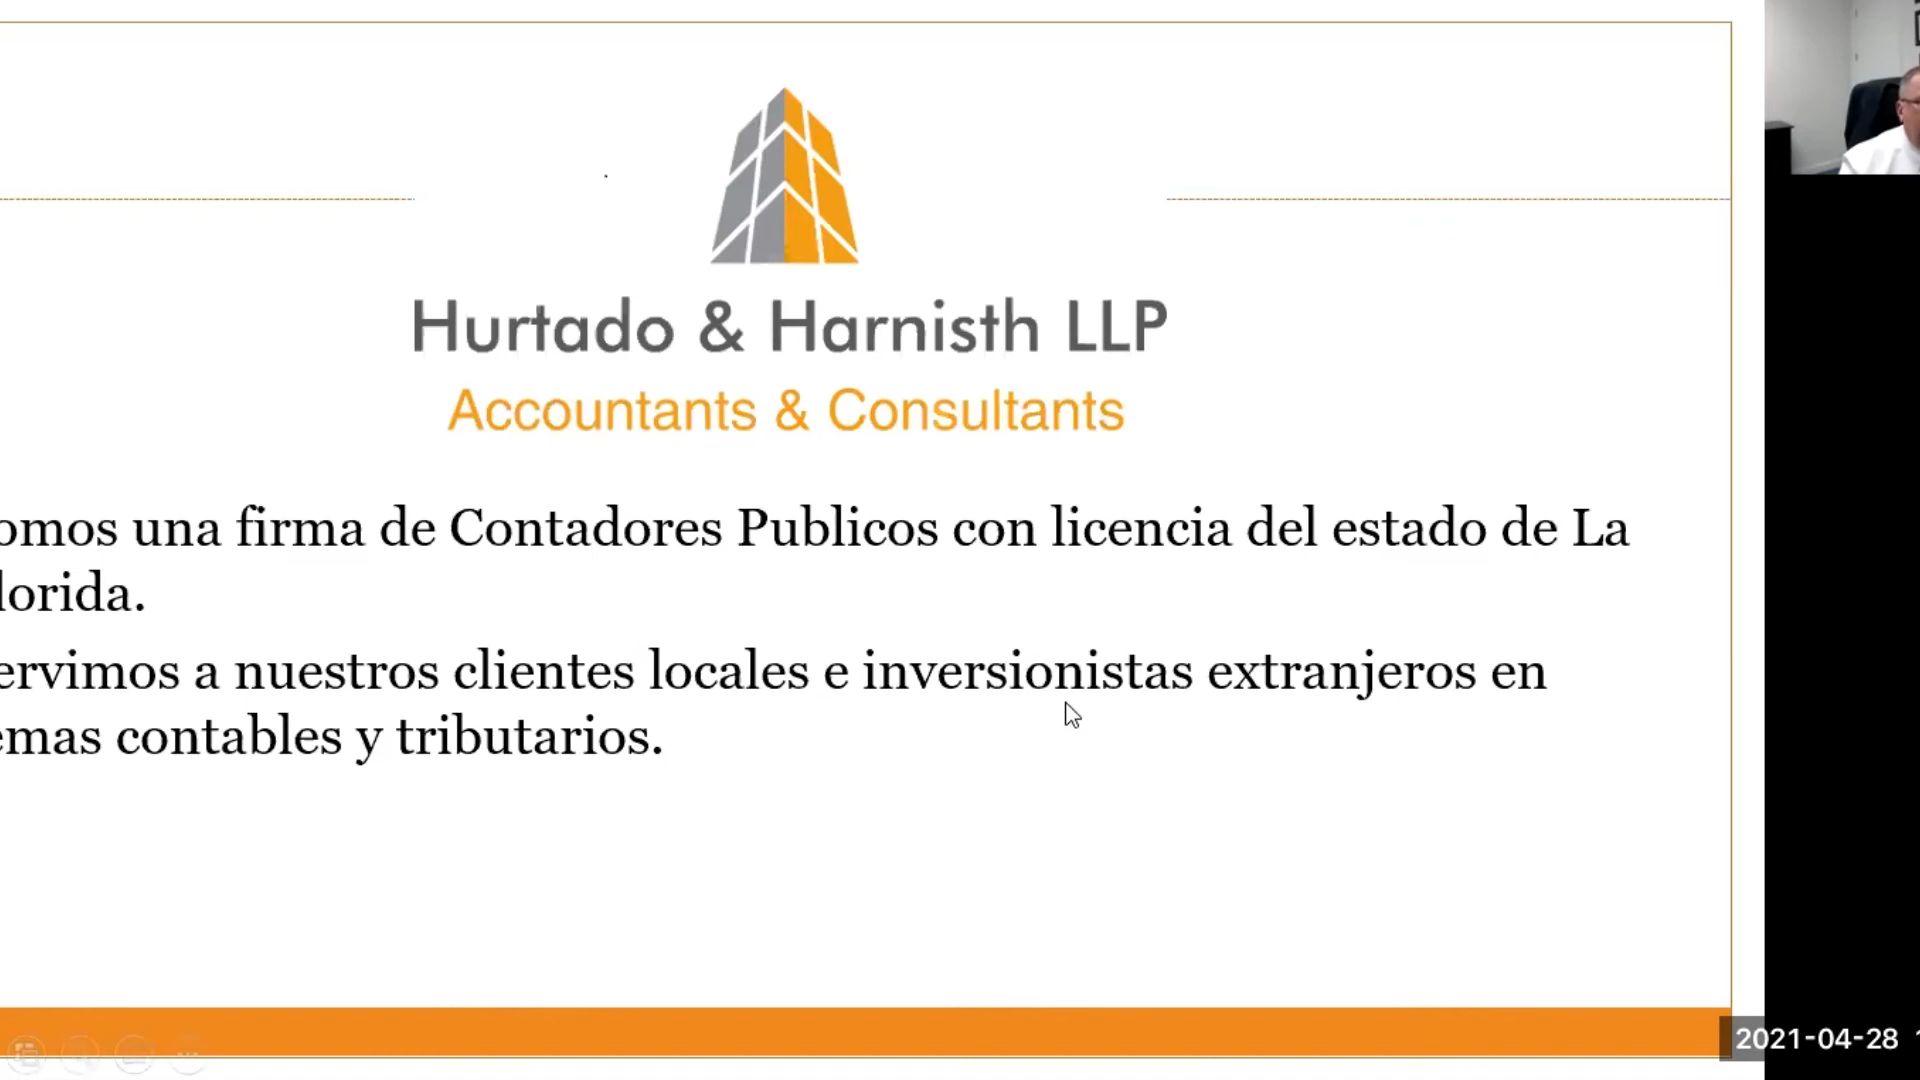 Hurtado & Harnisth LLP
Accountants & Consultants
omos una firma de Contadores Publicos con licencia del estado de La
lorida.
ervimos a nuestros clientes locales e inversionistas extranjeros en
emas contables y tributarios.
2021-04-28